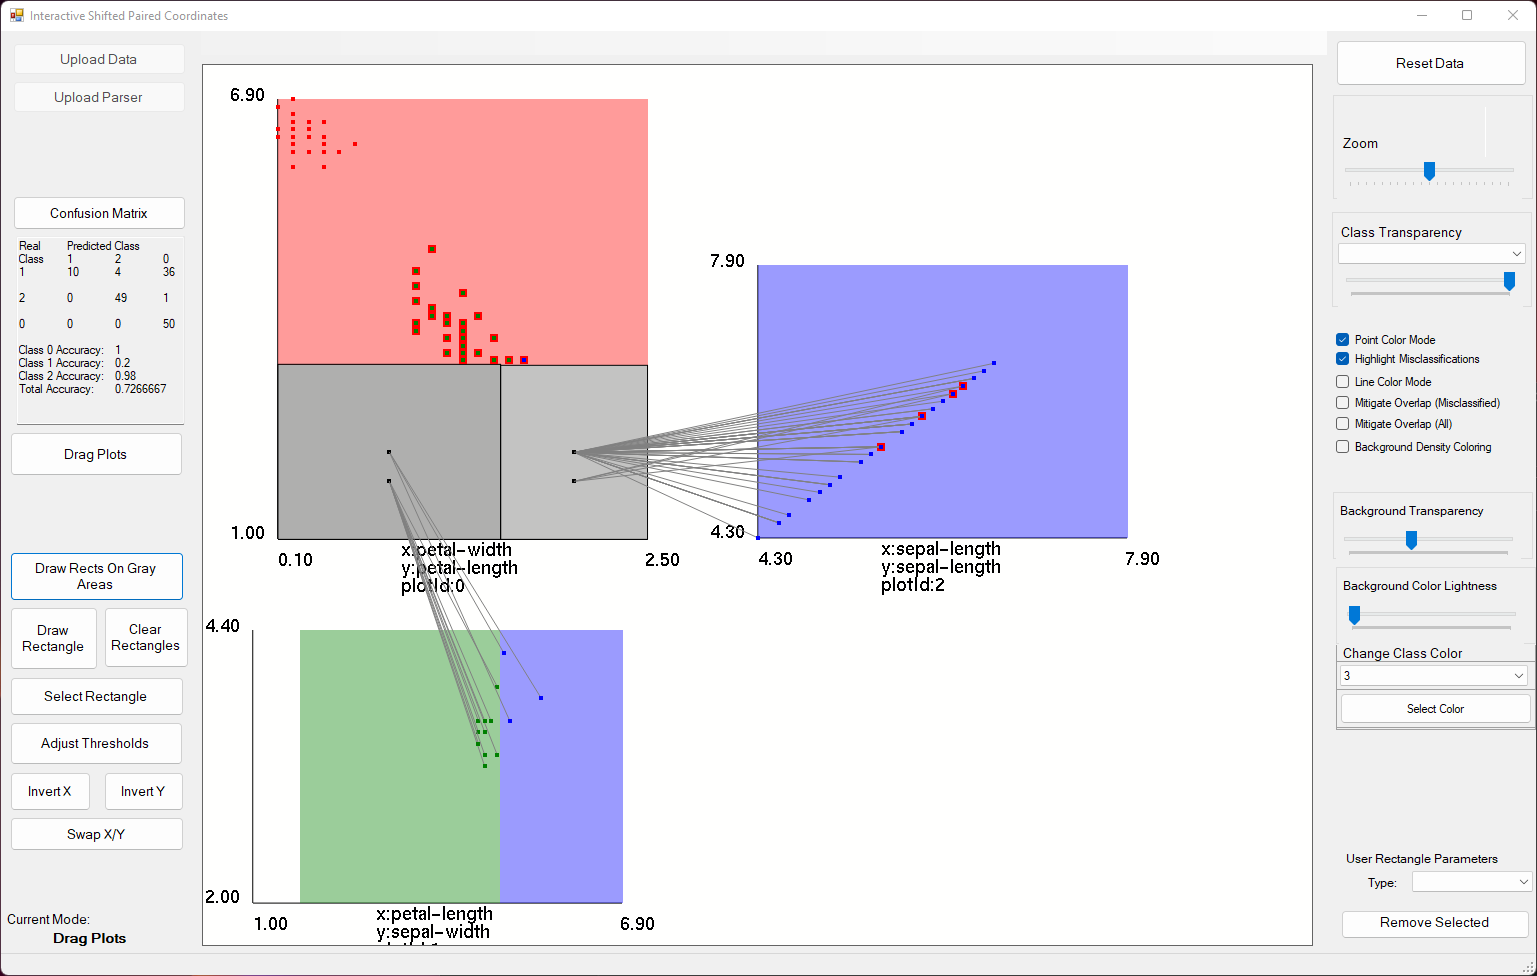 Interactive Shifted Paired Coordinates
Upload Data
Upload Parser
Confusion Matrix
Real Predicted Class
Class 1 2 0
1 10 4 36
2 0 49 1
0 0 0 50
Class 0 Accuracy: 1
Class 1 Accuracy: 0.2
Class 2 Accuracy: 0.98
Total Accuracy: 0.7266667
Drag Plots
Draw Rects On Gray
Areas
Draw
Rectangle
Clear
Rectangles
Select Rectangle
Adjust Thresholds
Invert X
Invert Y
Swap X/Y
Current Mode:
Drag Plots
6.90
1.00
0.10
2.50
x:petal-width
y:petal-length
plotId:0
7.90
4.30
4.30
7.90
x:sepal-length
y:sepal-length
plotId:2
4.40
2.00
1.00
6.90
x:petal-length
y:sepal-width
Reset Data
Zoom
Class Transparency
Point Color Mode
Highlight Misclassifications
Line Color Mode
Mitigate Overlap (Misclassified)
Mitigate Overlap (All)
Background Density Coloring
Background Transparency
Background Color Lightness
Change Class Color
3
Select Color
User Rectangle Parameters
Type:
Remove Selected